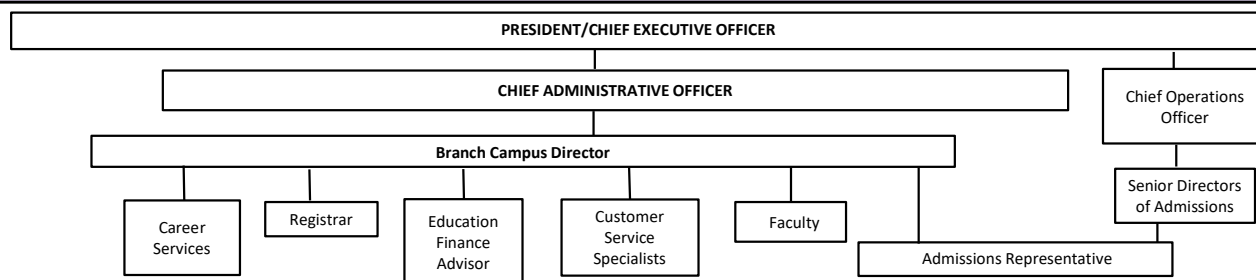 PRESIDENT/CHIEF EXECUTIVE OFFICER
CHIEF ADMINISTRATIVE OFFICER
Chief Operations
Officer
Branch Campus Director
Career
Services
Registrar
Education
Finance
Advisor
Customer
Service
Specialists
Faculty
Senior Directors
of Admissions
Admissions Representative